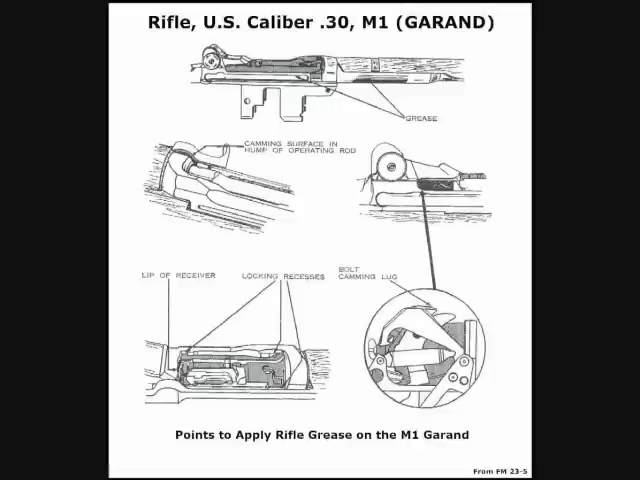 Rifle, U.S. Caliber .30, M1 (GARAND)
GREASE
CAMMING SURFACE IN
HUMP OF OPERATING ROD
LIP OF RECEIVER
LOCKING RECESSES
BOLT
CAMMING LUG
Points to Apply Rifle Grease on the M1 Garand
From FM 23-5